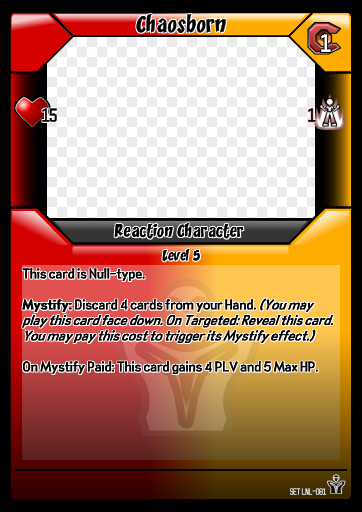 Chaosborn
C 1
15
1
Reaction Character
Level 5
This card is Null-type.
Mystify: Discard 4 cards from your Hand. (You may
play this card face down. On Targeted: Reveal this card.
You may pay this cost to trigger its Mystify effect.)
On Mystify Paid: This card gains 4 PLV and 5 Max HP.
SET LNL-081